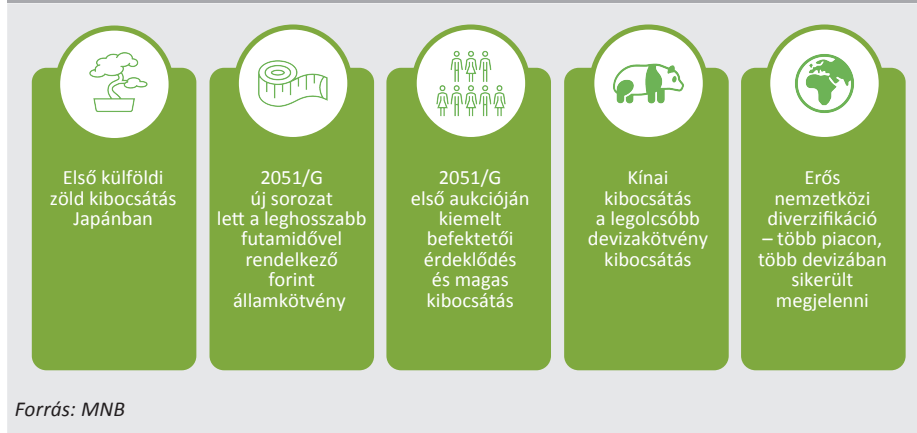 Első külföldi
zöld kibocsátás
Japánban
2051/G
új sorozat
lett a leghosszabb
futamidővel
rendelkező
forint
államkötvény
2051/G
első aukcióján
kiemelt
befektetői
érdeklődés
és magas
kibocsátás
Kínai
kibocsátás
a legolcsóbb
devizakötvény
kibocsátás
Erős
nemzetközi
diverzifikáció
– több piacon,
több devizában
sikerült
megjelenni
Forrás: MNB